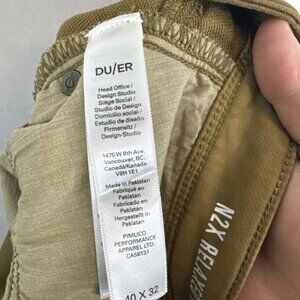 DU/ER
Head Office/
Design Studio
Siège Social/
Studio de Design
Domicilio social/
Estudio de diseño
Firmensitz/
Design-Studio
1476 W 8th Ave.
Vancouver, BC,
Canada/Kanada
V6H 1E1
Made in Pakistan
Fabriqué au
Pakistan
Fabricado en
Pakistán
Hergestellt in
Pakistan
PIMLICO
PERFORMANCE
APPAREL LTD.
CA59131
40 X 32
N2X RELAX